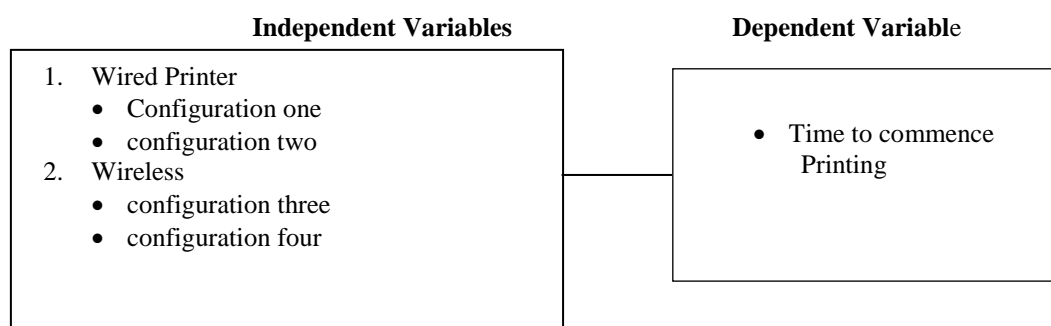 Independent Variables
Dependent Variable
1. Wired Printer
• Configuration one
• configuration two
2. Wireless
• configuration three
• configuration four
• Time to commence
Printing